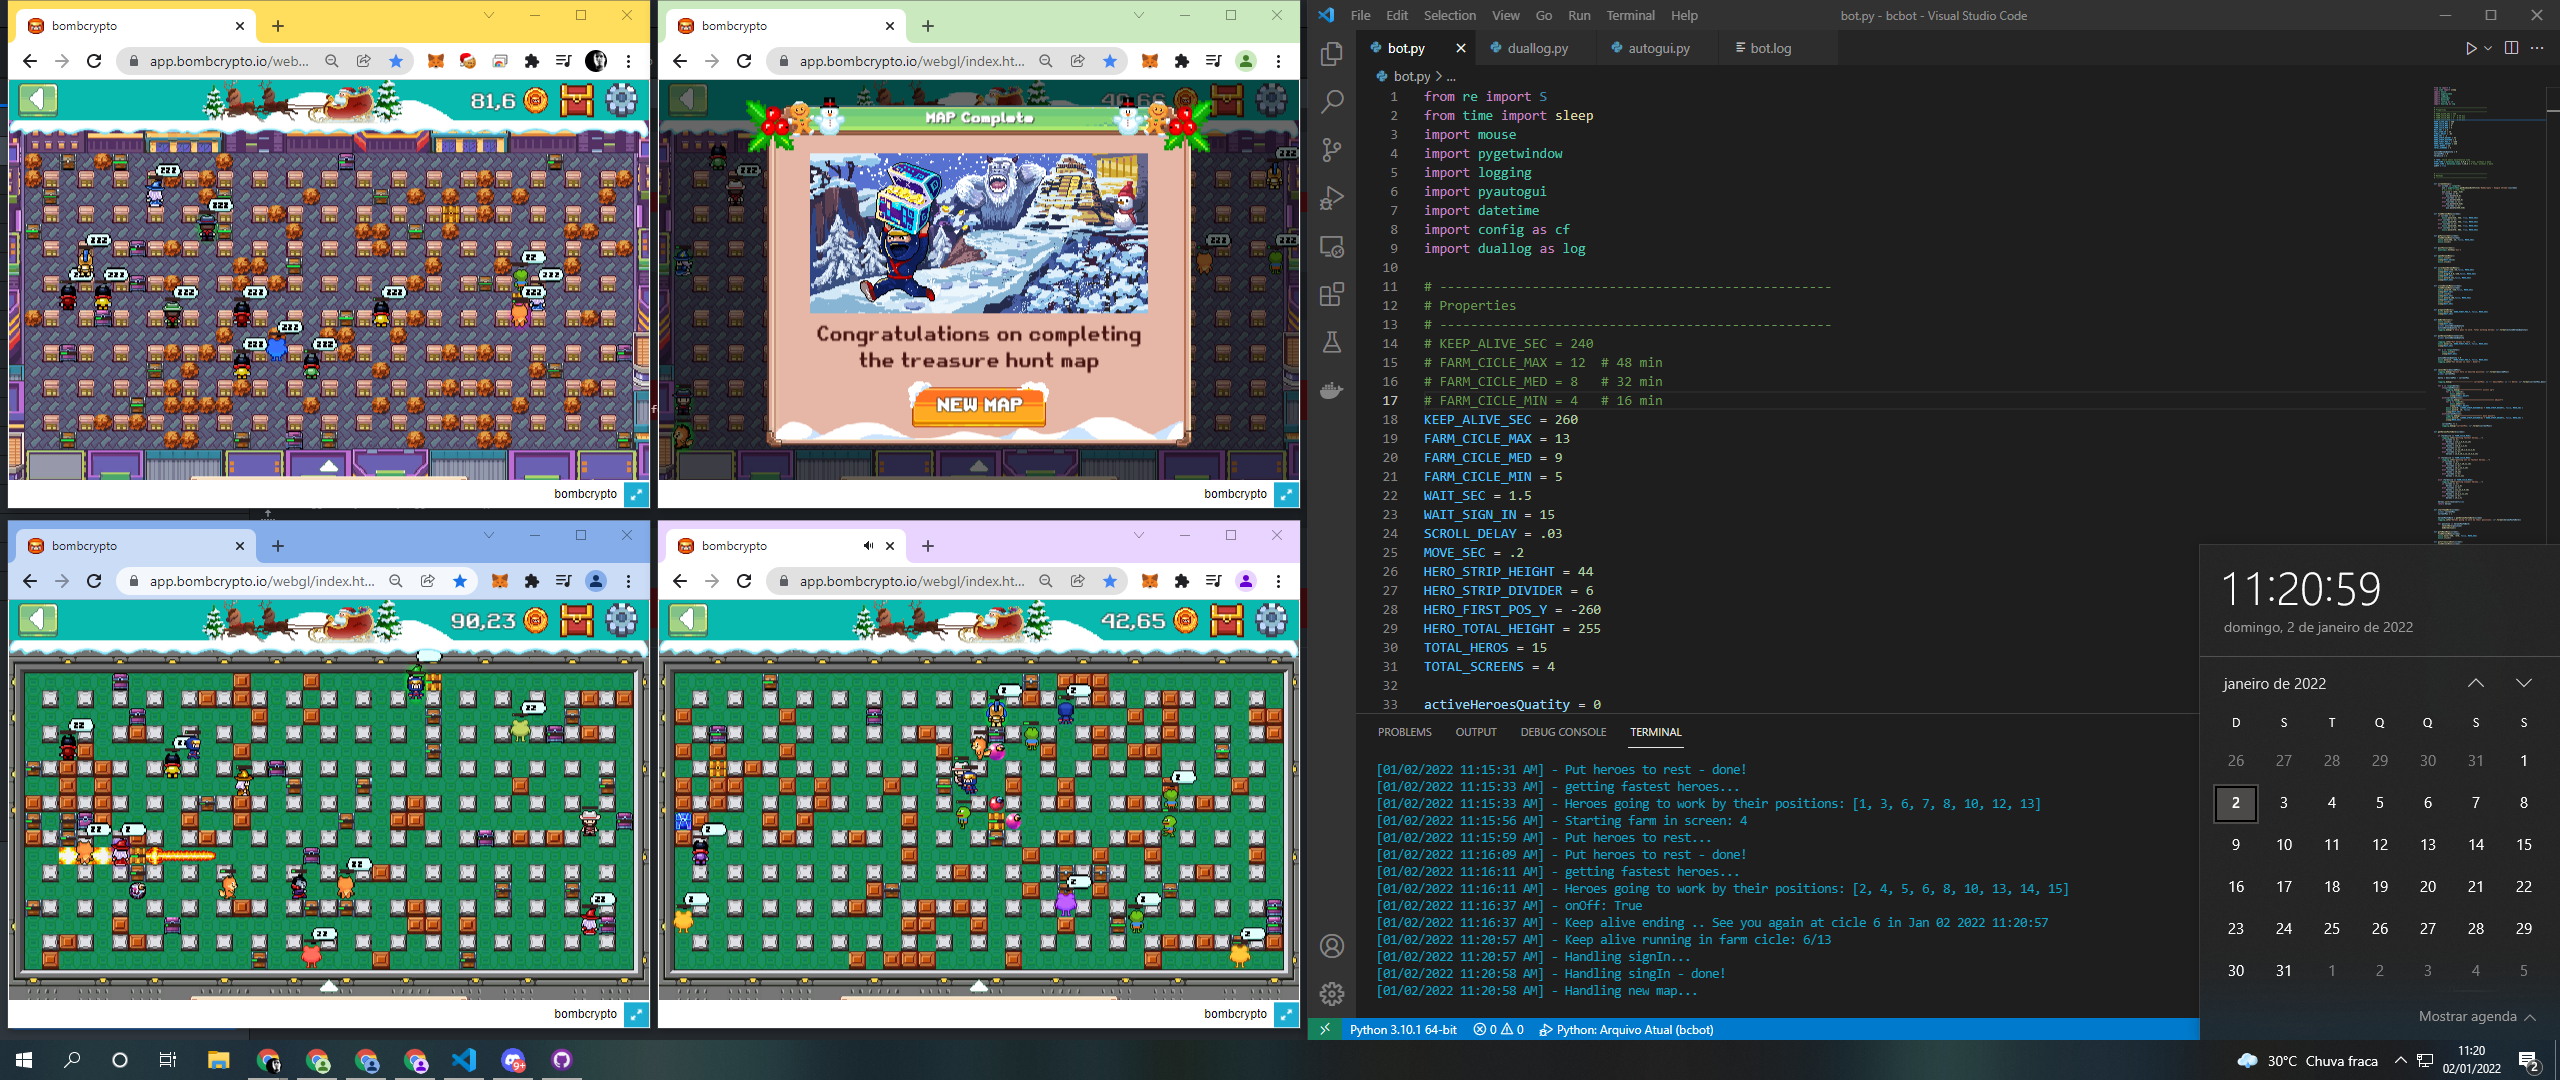 bombcrypto
app.bombcrypto.io/web...
81,6
bombcrypto
bombcrypto
app.bombcrypto.io/webgl/index.ht...
MAP Complete
Congratulations on completing
the treasure hunt map
NEW MAP
bombcrypto
bombcrypto
app.bombcrypto.io/webgl/index.ht...
90,23
bombcrypto
bombcrypto
app.bombcrypto.io/webgl/index.ht...
42,65
bombcrypto
File Edit Selection View Go Run Terminal Help
bot.py - bcbot - Visual Studio Code
bot.py duallog.py autogui.py bot.log
bot.py > ...
1 from re import S
2 from time import sleep
3 import mouse
4 import pygetwindow
5 import logging
6 import pyautogui
7 import datetime
8 import config as cf
9 import duallog as log
10
11 # ---------------------------------------------------
12 # Properties
13 # ---------------------------------------------------
14 # KEEP_ALIVE_SEC = 240
15 # FARM_CICLE_MAX = 12  # 48 min
16 # FARM_CICLE_MED = 8   # 32 min
17 # FARM_CICLE_MIN = 4   # 16 min
18 KEEP_ALIVE_SEC = 260
19 FARM_CICLE_MAX = 13
20 FARM_CICLE_MED = 9
21 FARM_CICLE_MIN = 5
22 WAIT_SEC = 1.5
23 WAIT_SIGN_IN = 15
24 SCROLL_DELAY = .03
25 MOVE_SEC = .2
26 HERO_STRIP_HEIGHT = 44
27 HERO_STRIP_DIVIDER = 6
28 HERO_FIRST_POS_Y = -260
29 HERO_TOTAL_HEIGHT = 255
30 TOTAL_HEROS = 15
31 TOTAL_SCREENS = 4
32
33 activeHeroesQuatity = 0
PROBLEMS OUTPUT DEBUG CONSOLE TERMINAL
[01/02/2022 11:15:31 AM] - Put heroes to rest - done!
[01/02/2022 11:15:33 AM] - getting fastest heroes...
[01/02/2022 11:15:33 AM] - Heroes going to work by their positions: [1, 3, 6, 7, 8, 10, 12, 13]
[01/02/2022 11:15:56 AM] - Starting farm in screen: 4
[01/02/2022 11:15:59 AM] - Put heroes to rest...
[01/02/2022 11:16:09 AM] - Put heroes to rest - done!
[01/02/2022 11:16:11 AM] - getting fastest heroes...
[01/02/2022 11:16:11 AM] - Heroes going to work by their positions: [2, 4, 5, 6, 8, 10, 13, 14, 15]
[01/02/2022 11:16:37 AM] - onOff: True
[01/02/2022 11:16:37 AM] - Keep alive ending .. See you again at cicle 6 in Jan 02 2022 11:20:57
[01/02/2022 11:20:57 AM] - Keep alive running in farm cicle: 6/13
[01/02/2022 11:20:57 AM] - Handling signIn...
[01/02/2022 11:20:58 AM] - Handling singIn - done!
[01/02/2022 11:20:58 AM] - Handling new map...
Python 3.10.1 64-bit 0 0 Python: Arquivo Atual (bcbot)
11:20:59
domingo, 2 de janeiro de 2022
janeiro de 2022
D S T Q Q S S
26 27 28 29 30 31 1
2 3 4 5 6 7 8
9 10 11 12 13 14 15
16 17 18 19 20 21 22
23 24 25 26 27 28 29
30 31 1 2 3 4 5
Mostrar agenda
9+
30°C Chuva fraca
11:20
02/01/2022
2